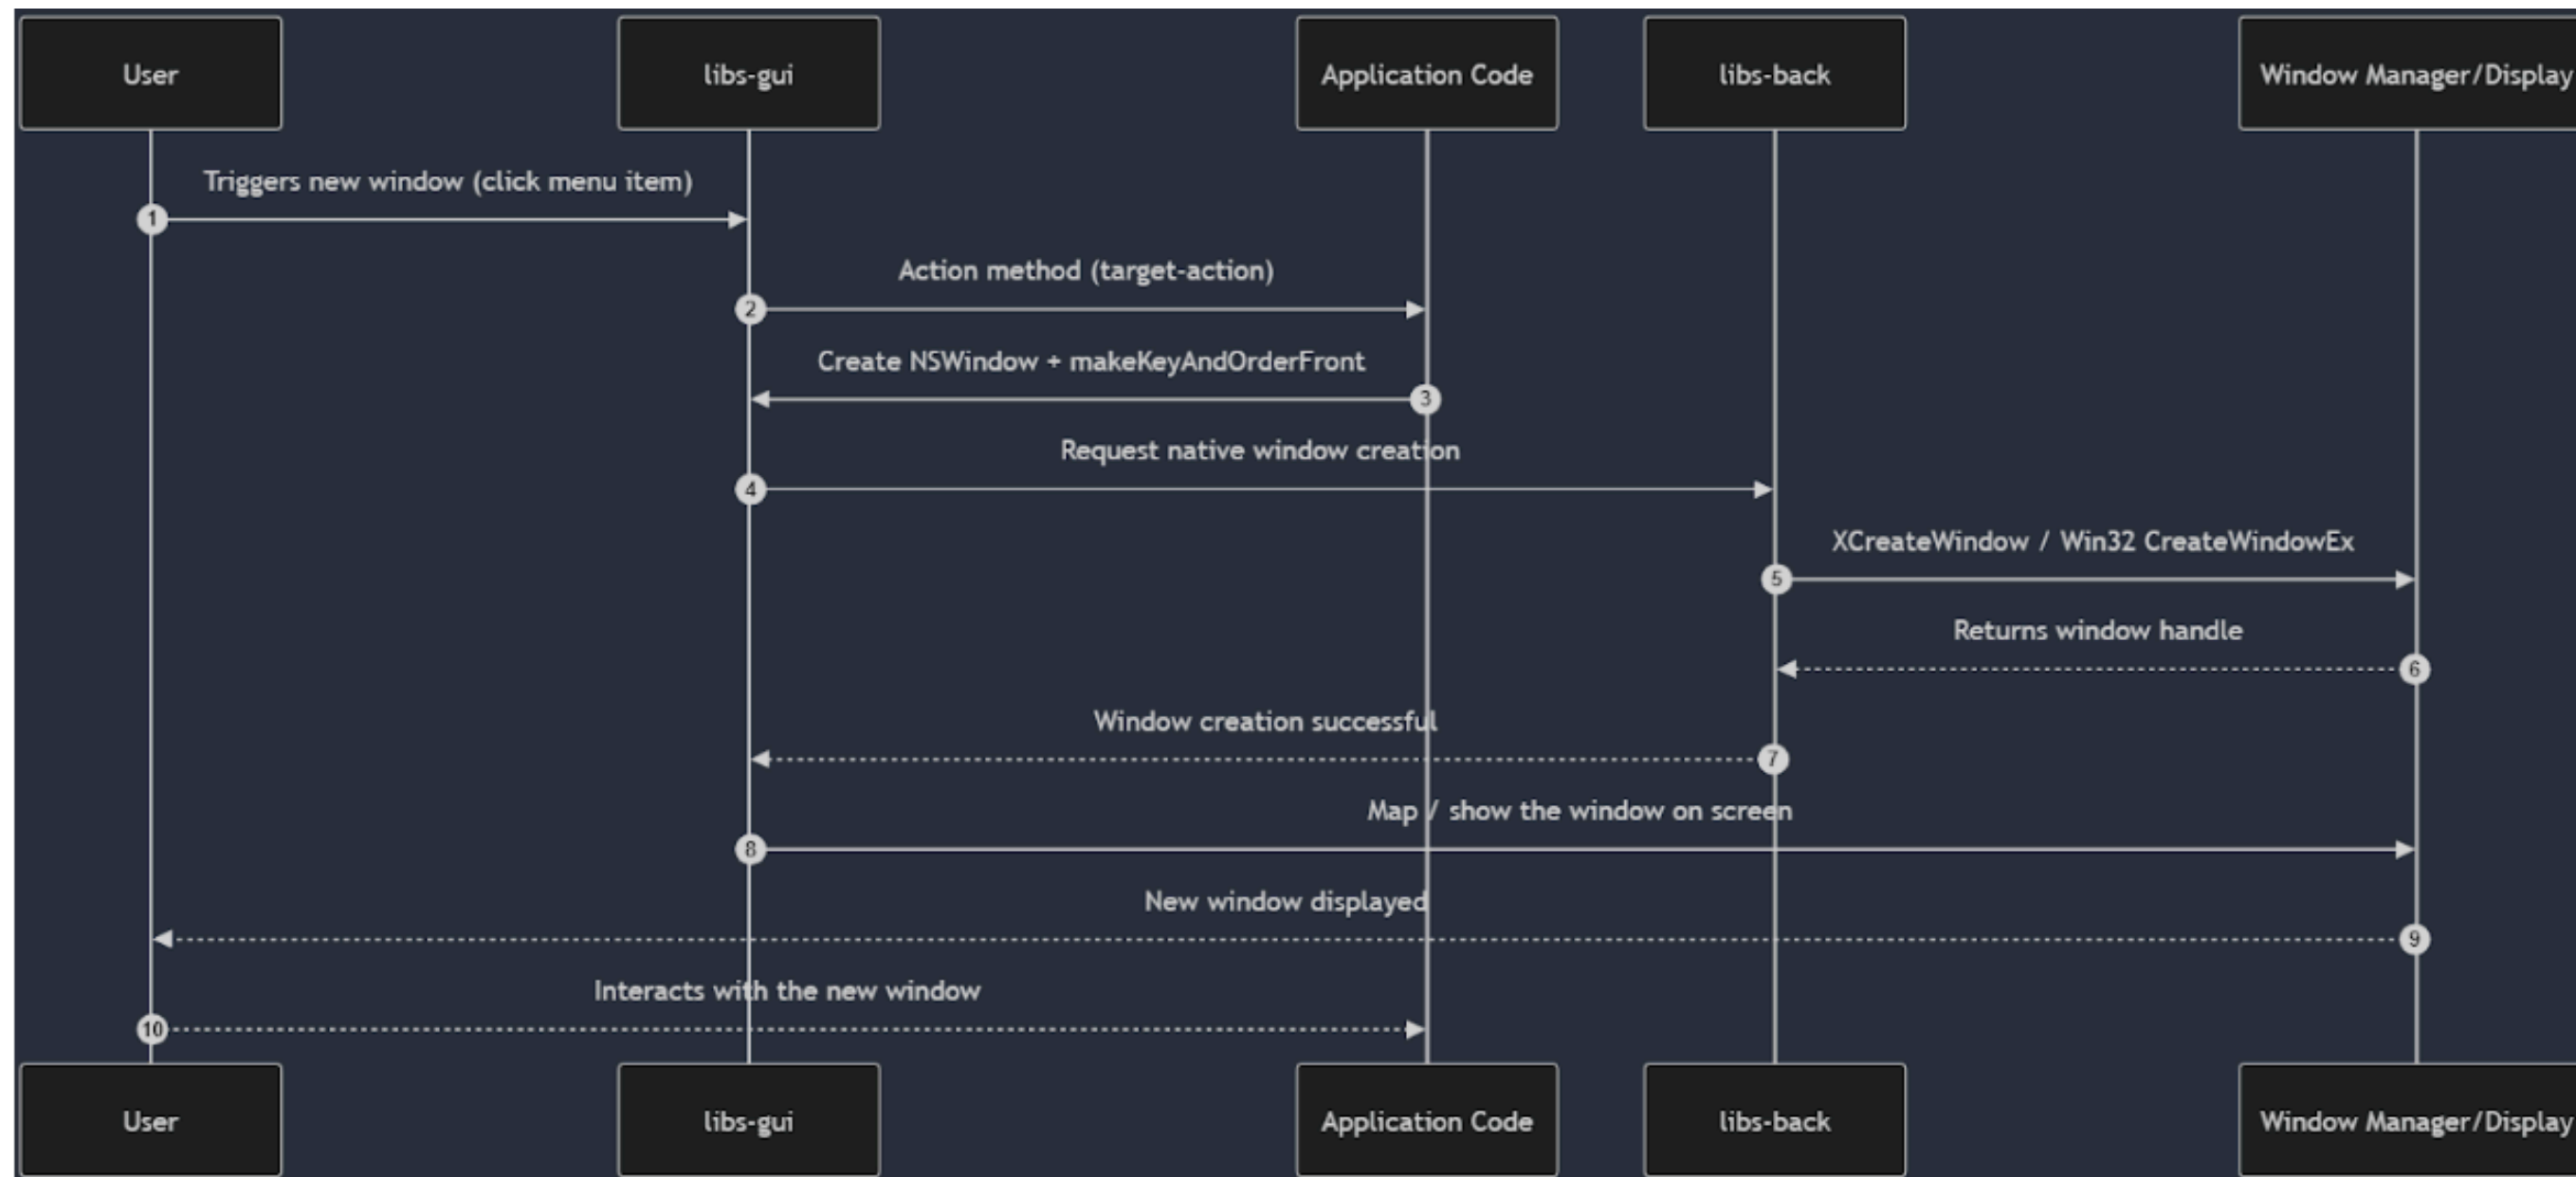 User
libs-gui
Application Code
libs-back
Window Manager/Display
Triggers new window (click menu item)
1
Action method (target-action)
2
Create NSWindow + makeKeyAndOrderFront
3
Request native window creation
4
XCreateWindow / Win32 CreateWindowEx
5
Returns window handle
6
Window creation successful
7
Map / show the window on screen
8
New window displayed
9
Interacts with the new window
10
User
libs-gui
Application Code
libs-back
Window Manager/Display